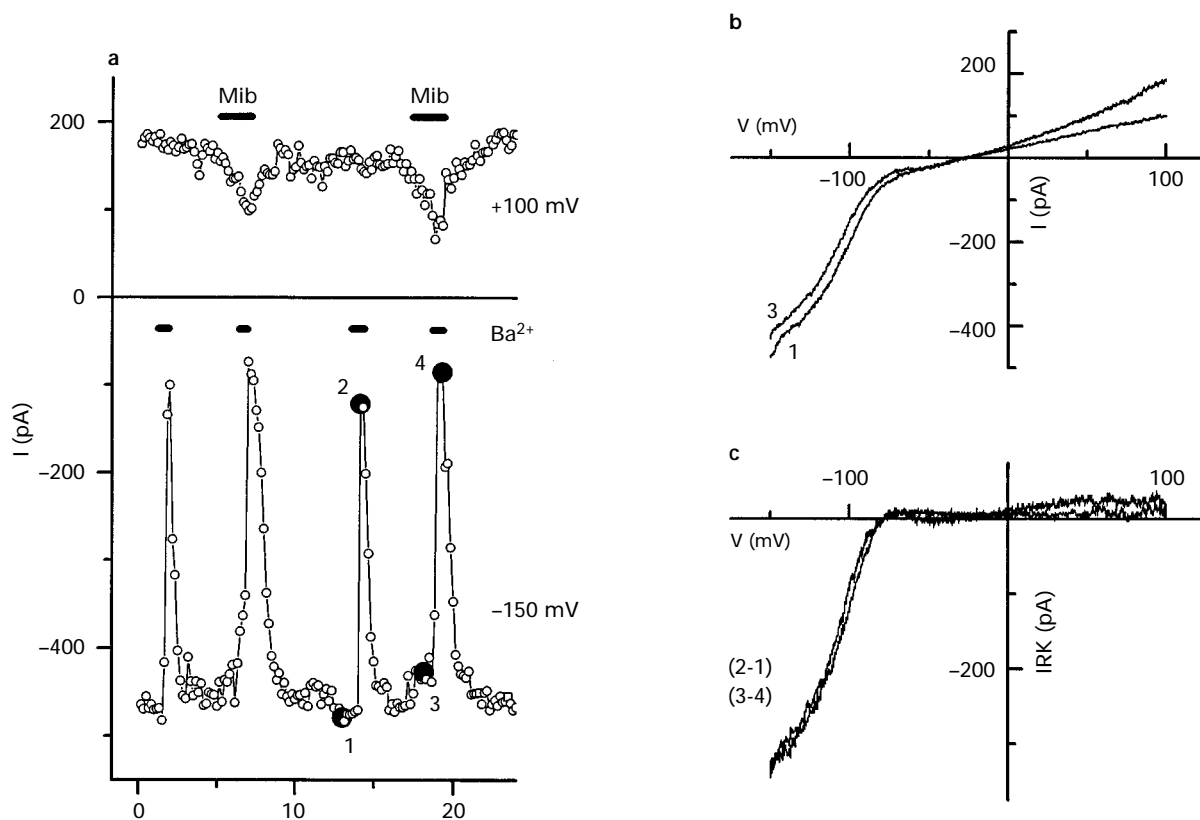 a
Mib Mib
200
+100 mV
0
Ba²⁺
4
2
I (pA)
–200
–150 mV
–400
3
1
0 10 20
b
200
V (mV)
–100 100
I (pA)
–200
3
–400
1
c
–100 100
V (mV)
IRK (pA)
(2-1)
–200
(3-4)